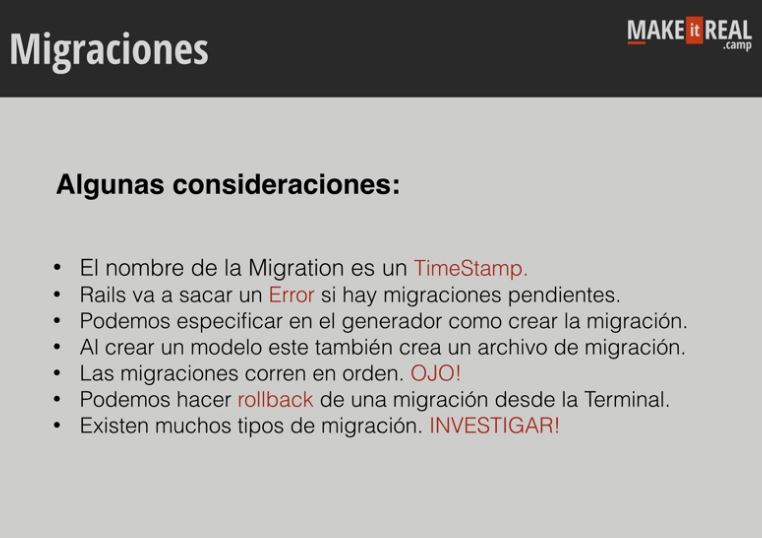 Migraciones
MAKE it REAL
.camp
Algunas consideraciones:
• El nombre de la Migration es un TimeStamp.
• Rails va a sacar un Error si hay migraciones pendientes.
• Podemos especificar en el generador como crear la migración.
• Al crear un modelo este también crea un archivo de migración.
• Las migraciones corren en orden. OJO!
• Podemos hacer rollback de una migración desde la Terminal.
• Existen muchos tipos de migración. INVESTIGAR!